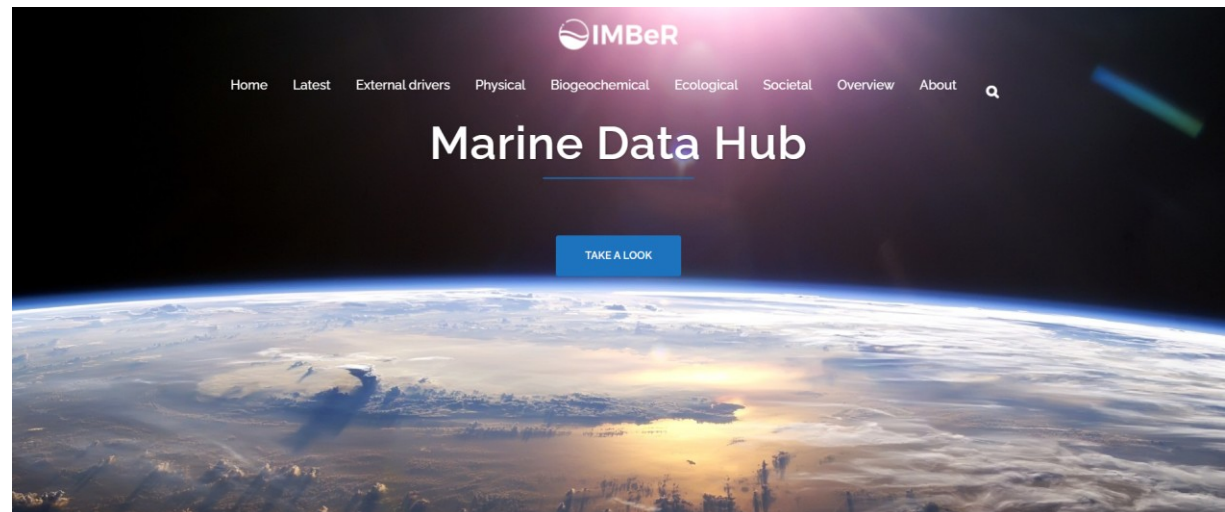 IMBeR
Home Latest External drivers Physical Biogeochemical Ecological Societal Overview About
Marine Data Hub
TAKE A LOOK